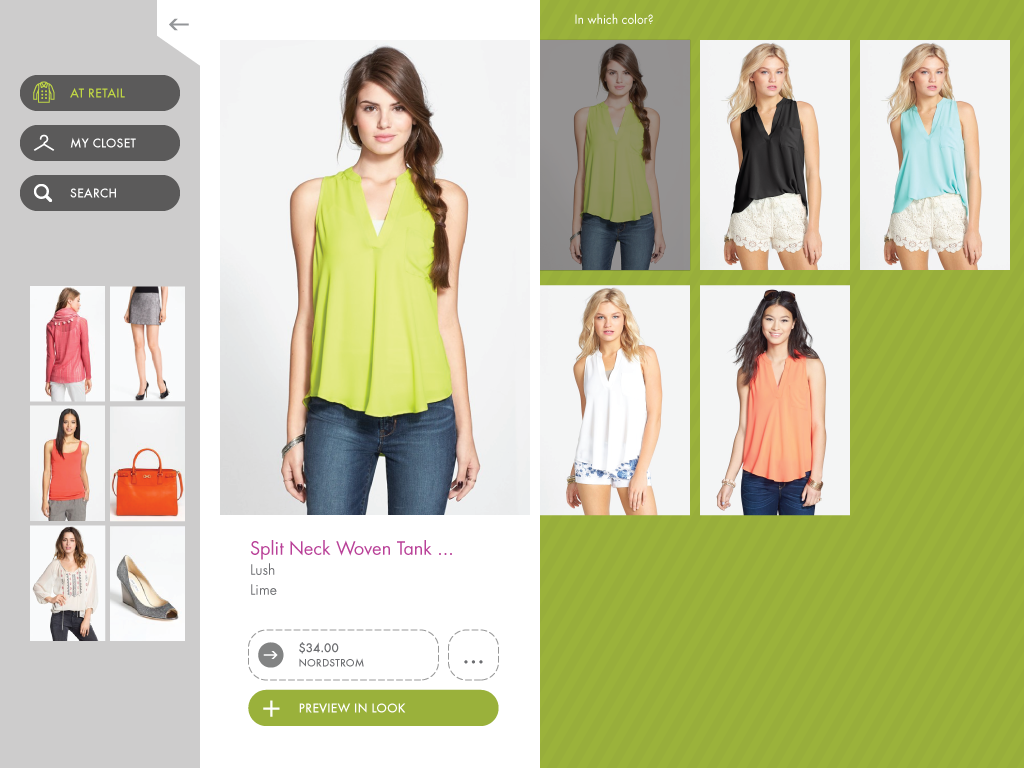 In which color?
AT RETAIL
MY CLOSET
SEARCH
Split Neck Woven Tank ...
Lush
Lime
$34.00
NORDSTROM
...
PREVIEW IN LOOK